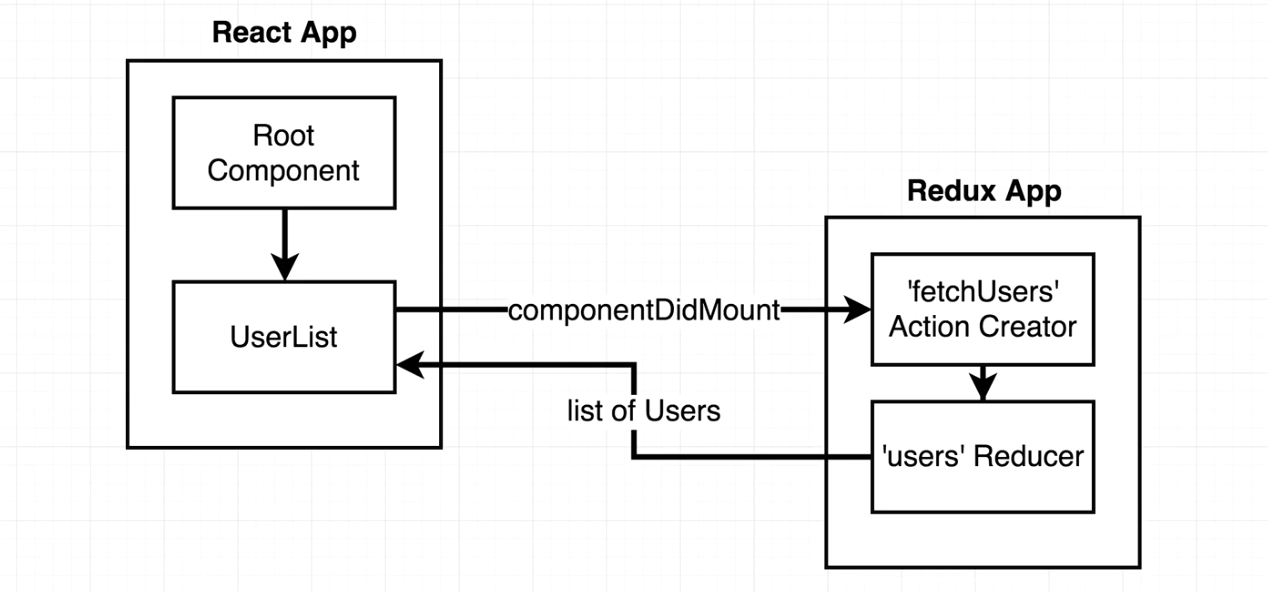 React App
Root
Component
UserList
componentDidMount
list of Users
Redux App
'fetchUsers'
Action Creator
'users' Reducer